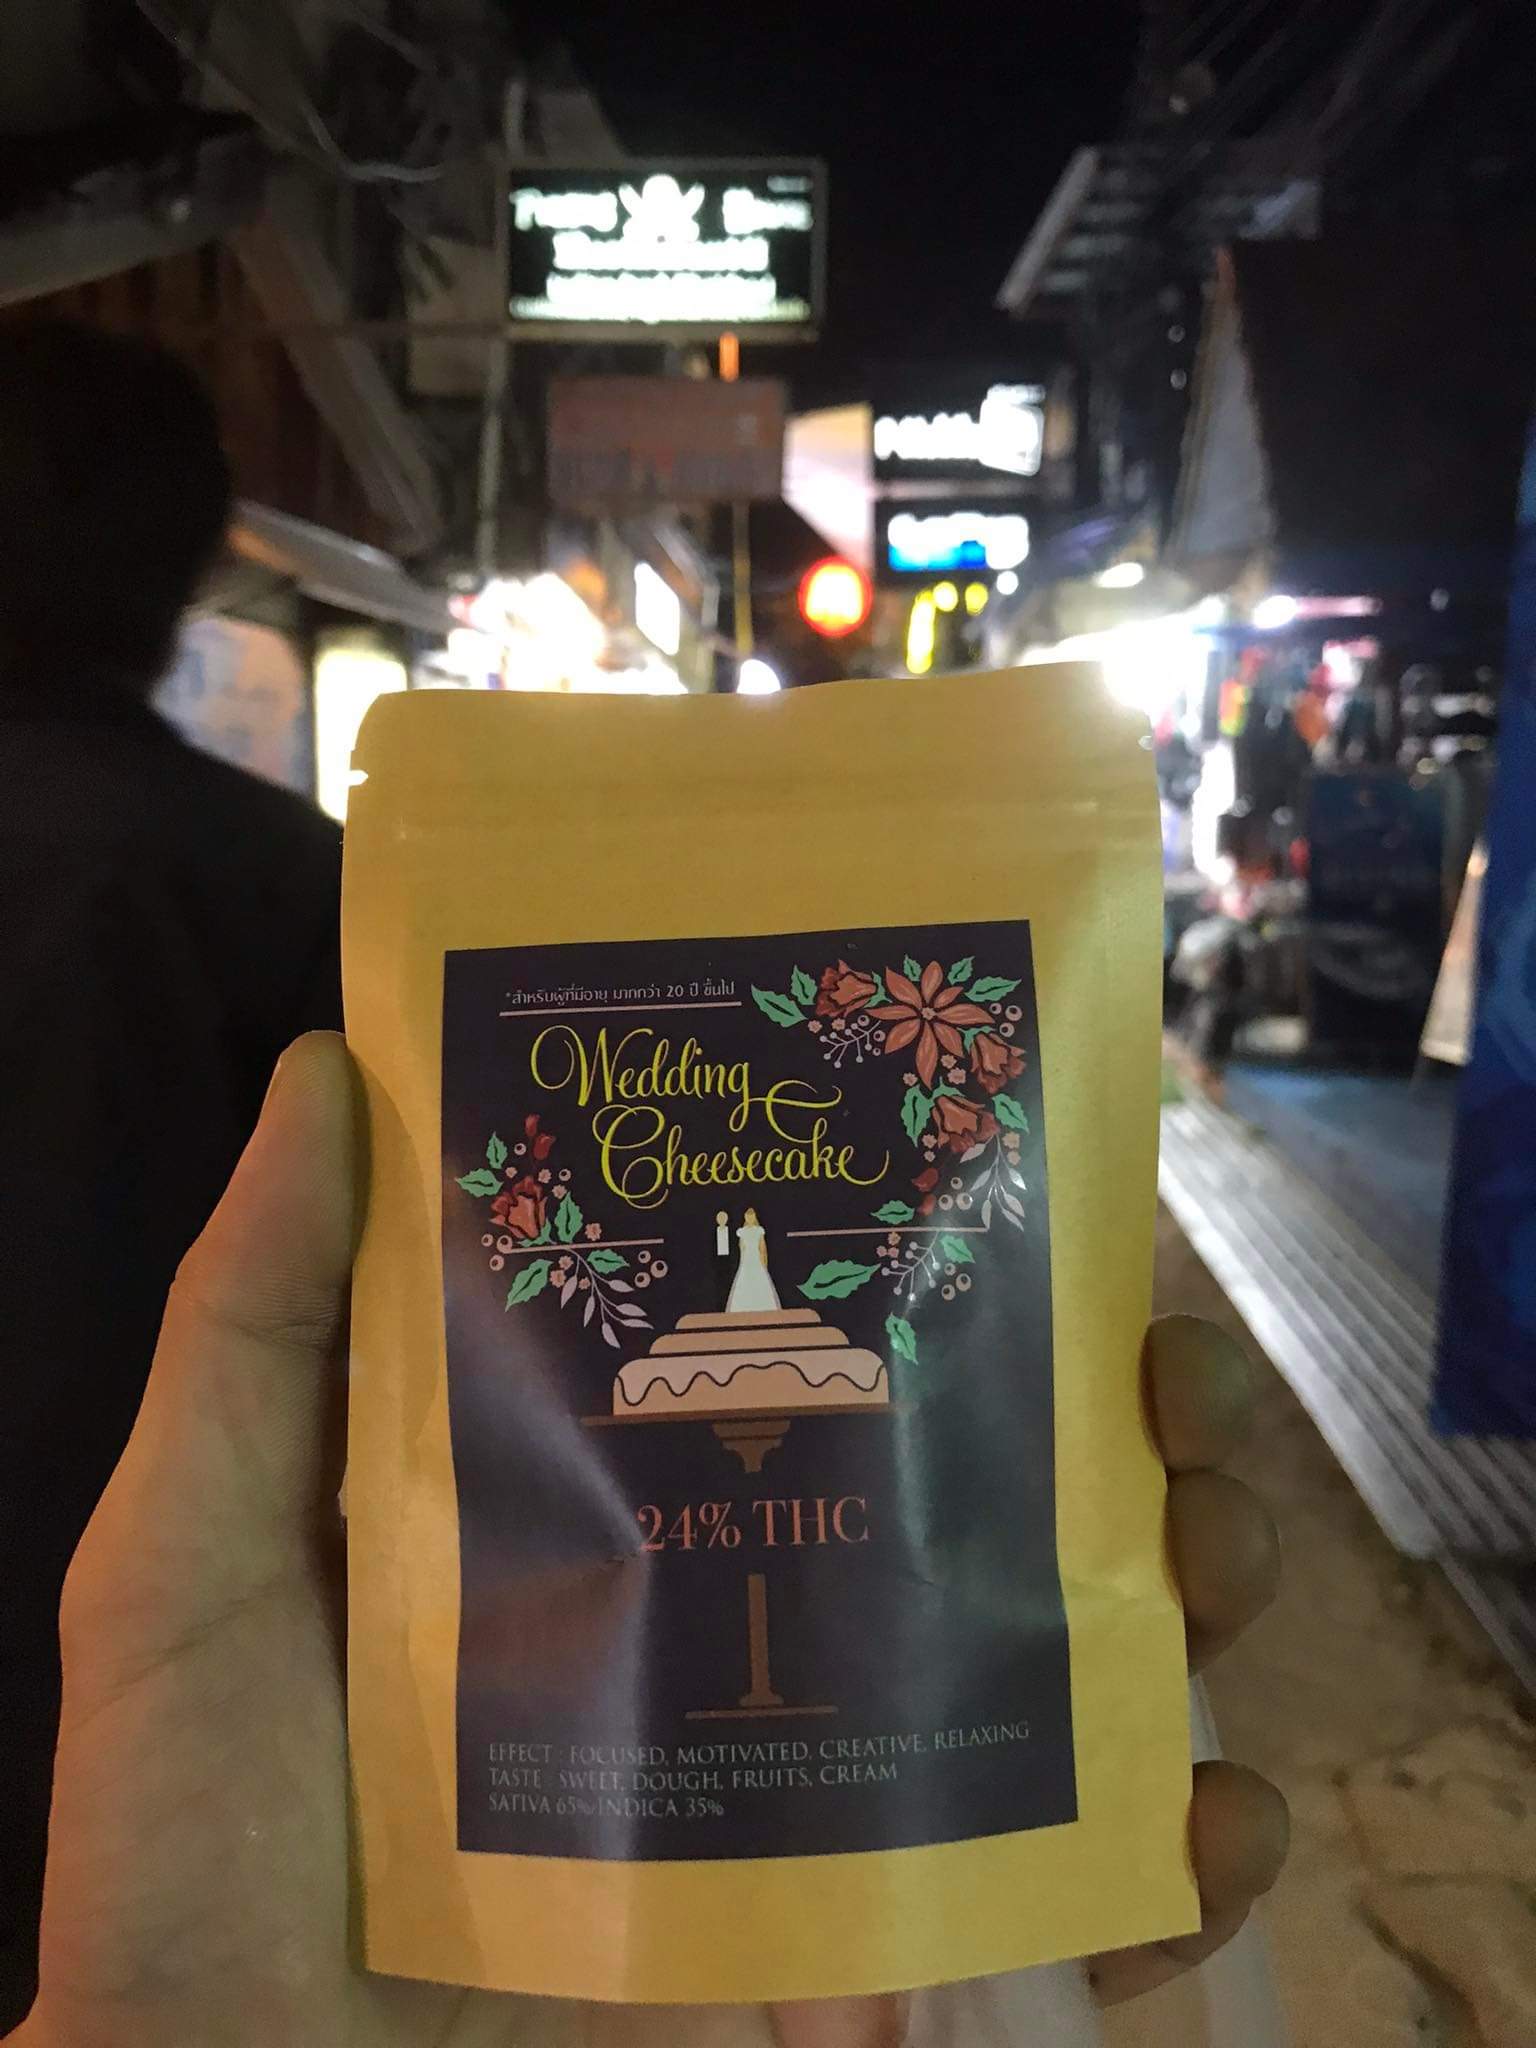 *สำหรับผู้ที่มีอายุ มากกว่า 20 ปี ขึ้นไป
Wedding
Cheesecake
24% THC
EFFECT : FOCUSED, MOTIVATED, CREATIVE, RELAXING
TASTE : SWEET, DOUGH, FRUITS, CREAM
SATIVA 65%/INDICA 35%